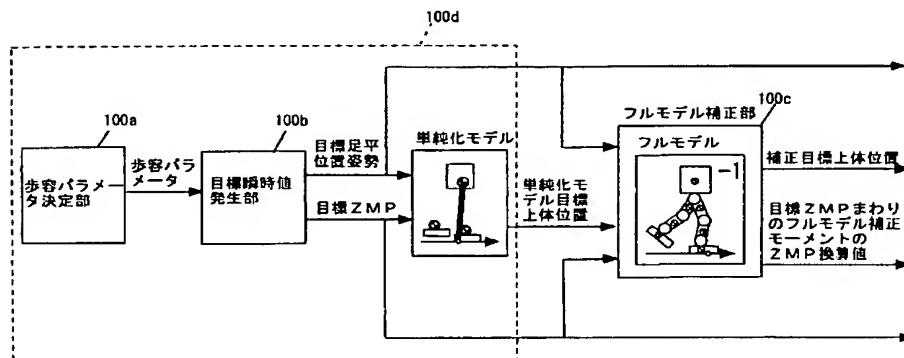 100d
100a
歩容パラメー
タ決定部
歩容パラ
メータ
100b
目標瞬時値
発生部
目標足平
位置姿勢
目標ZMP
単純化モデル
単純化モ
デル目標
上体位置
100c
フルモデル補正部
フルモデル
-1
補正目標上体位置
目標ZMPまわり
のフルモデル補正
モーメントの
ZMP換算値